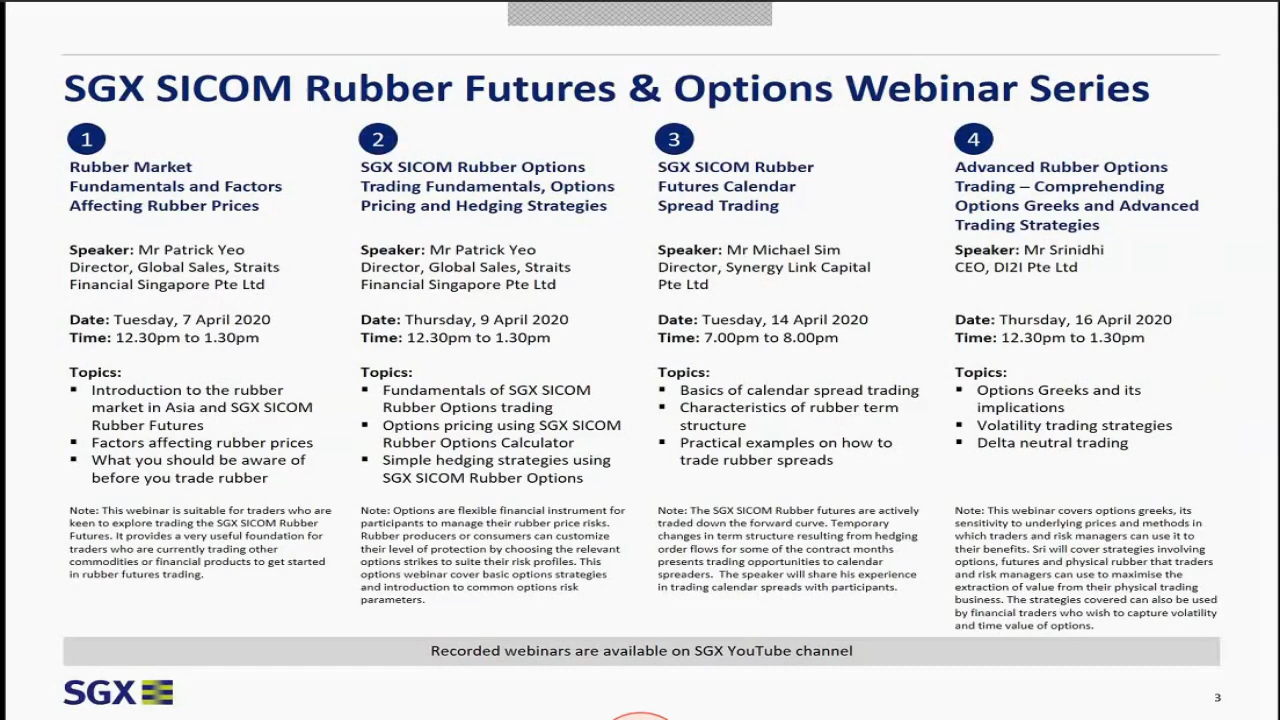 SGX SICOM Rubber Futures & Options Webinar Series
1
Rubber Market
Fundamentals and Factors
Affecting Rubber Prices
Speaker: Mr Patrick Yeo
Director, Global Sales, Straits
Financial Singapore Pte Ltd
Date: Tuesday, 7 April 2020
Time: 12.30pm to 1.30pm
Topics:
▪ Introduction to the rubber
market in Asia and SGX SICOM
Rubber Futures
▪ Factors affecting rubber prices
▪ What you should be aware of
before you trade rubber
Note: This webinar is suitable for traders who are
keen to explore trading the SGX SICOM Rubber
Futures. It provides a very useful foundation for
traders who are currently trading other
commodities or financial products to get started
in rubber futures trading.
2
SGX SICOM Rubber Options
Trading Fundamentals, Options
Pricing and Hedging Strategies
Speaker: Mr Patrick Yeo
Director, Global Sales, Straits
Financial Singapore Pte Ltd
Date: Thursday, 9 April 2020
Time: 12.30pm to 1.30pm
Topics:
▪ Fundamentals of SGX SICOM
Rubber Options trading
▪ Options pricing using SGX SICOM
Rubber Options Calculator
▪ Simple hedging strategies using
SGX SICOM Rubber Options
Note: Options are flexible financial instrument for
participants to manage their rubber price risks.
Rubber producers or consumers can customize
their level of protection by choosing the relevant
options strikes to suite their risk profiles. This
options webinar cover basic options strategies
and introduction to common options risk
parameters.
3
SGX SICOM Rubber
Futures Calendar
Spread Trading
Speaker: Mr Michael Sim
Director, Synergy Link Capital
Pte Ltd
Date: Tuesday, 14 April 2020
Time: 7.00pm to 8.00pm
Topics:
▪ Basics of calendar spread trading
▪ Characteristics of rubber term
structure
▪ Practical examples on how to
trade rubber spreads
Note: The SGX SICOM Rubber futures are actively
traded down the forward curve. Temporary
changes in term structure resulting from hedging
order flows for some of the contract months
presents trading opportunities to calendar
spreaders. The speaker will share his experience
in trading calendar spreads with participants.
4
Advanced Rubber Options
Trading – Comprehending
Options Greeks and Advanced
Trading Strategies
Speaker: Mr Srinidhi
CEO, DI2I Pte Ltd
Date: Thursday, 16 April 2020
Time: 12.30pm to 1.30pm
Topics:
▪ Options Greeks and its
implications
▪ Volatility trading strategies
▪ Delta neutral trading
Note: This webinar covers options greeks, its
sensitivity to underlying prices and methods in
which traders and risk managers can use it to
their benefits. Sri will cover strategies involving
options, futures and physical rubber that traders
and risk managers can use to maximise the
extraction of value from their physical trading
business. The strategies covered can also be used
by financial traders who wish to capture volatility
and time value of options.
Recorded webinars are available on SGX YouTube channel
SGX
3